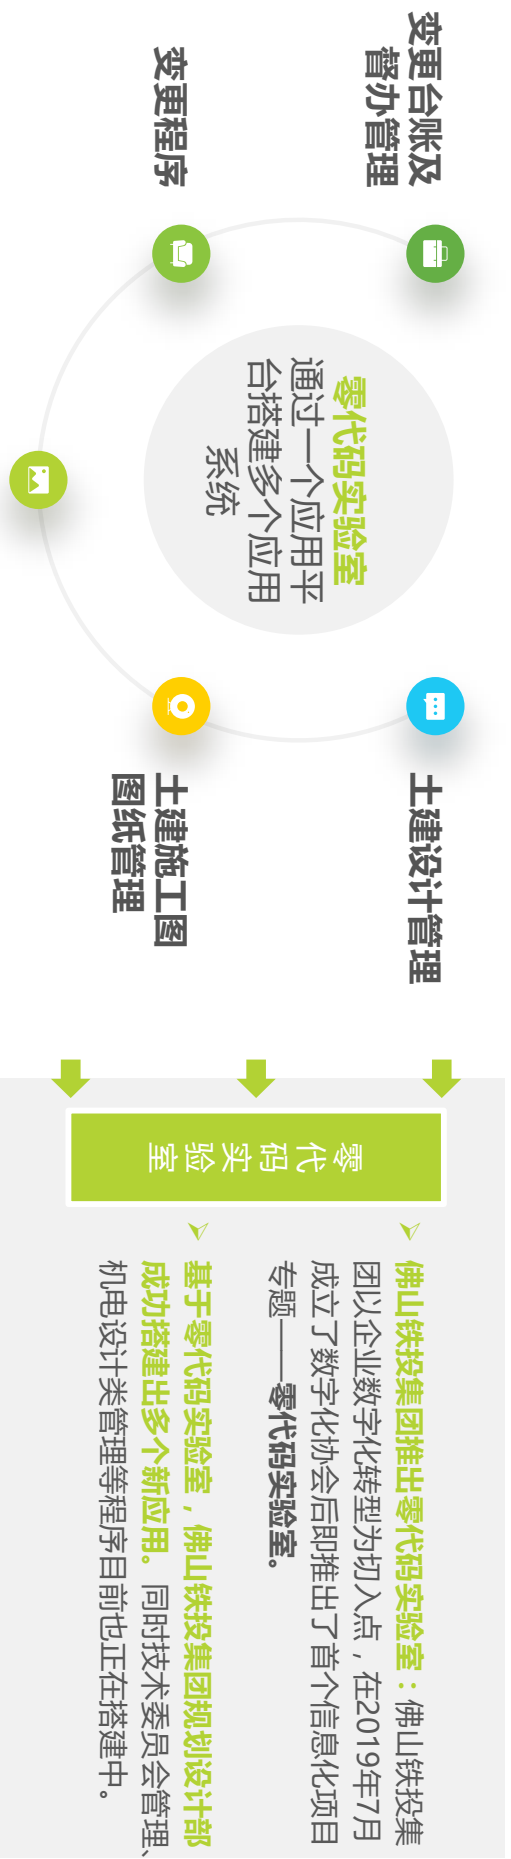 变更台账及
督办管理
变更程序
零代码实验室
通过一个应用平
台搭建多个应用
系统
土建设计管理
土建施工图
图纸管理
零代码实验室
佛山铁投集团推出零代码实验室：佛山铁投集
团以企业数字化转型为切入点，在2019年7月
成立了数字化协会后即推出了首个信息化项目
专题——零代码实验室。
基于零代码实验室，佛山铁投集团规划设计部
成功搭建出多个新应用。同时技术委员会管理、
机电设计类管理等程序目前也正在搭建中。